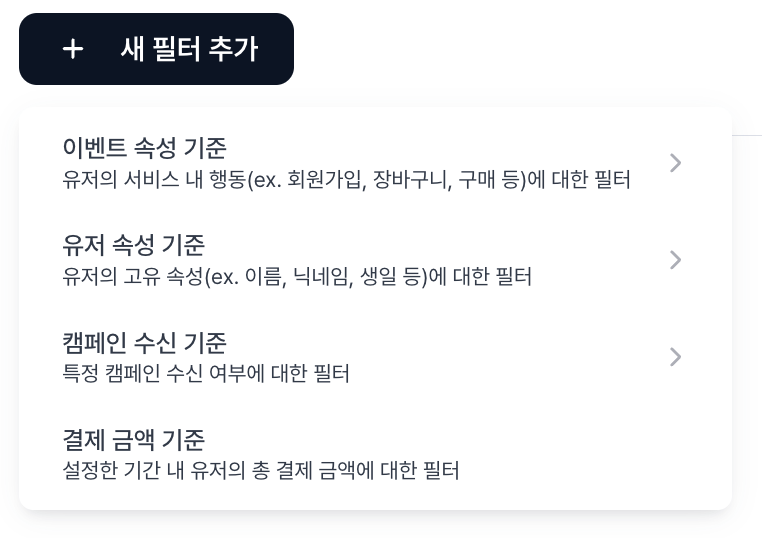 + 새 필터 추가
이벤트 속성 기준
유저의 서비스 내 행동(ex. 회원가입, 장바구니, 구매 등)에 대한 필터
유저 속성 기준
유저의 고유 속성(ex. 이름, 닉네임, 생일 등)에 대한 필터
캠페인 수신 기준
특정 캠페인 수신 여부에 대한 필터
결제 금액 기준
설정한 기간 내 유저의 총 결제 금액에 대한 필터